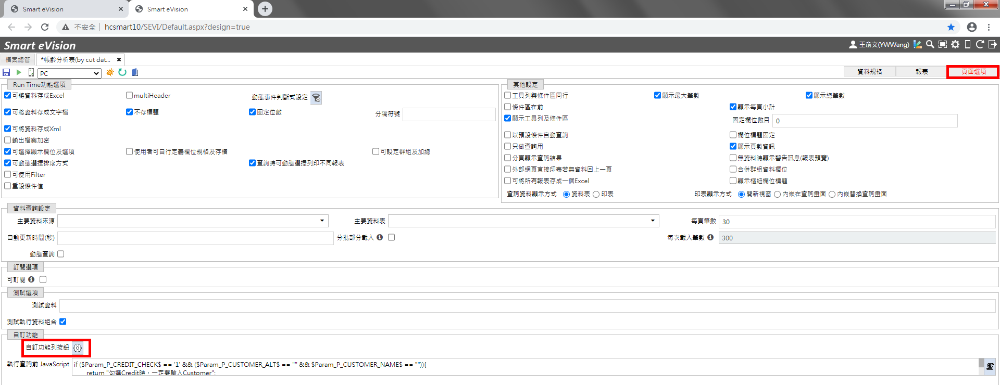 Smart eVision
Smart eVision
不安全 hcsmart10/SEVI/Default.aspx?design=true
Smart eVision
王俞文(YWWang)
檔案總管 *帳齡分析表(by cut dat...
PC
資料規格 報表 頁面選項
Run Time功能選項
可將資料存成Excel multiHeader 動態事件判斷式設定
可將資料存成文字檔 不存標題 固定位數 分隔符號
可將資料存成Xml
輸出檔案加密
可選擇顯示欄位及選項 使用者可自行定義欄位規格及存檔 可設定群組及加總
可動態選擇排序方式 查詢時可動態選擇列印不同報表
可使用Filter
重設條件值
其他設定
工具列與條件區同行 顯示最大筆數 顯示總筆數
條件區在前 顯示每頁小計
顯示工具列及條件區 固定欄位數目 0
以預設條件自動查詢 欄位標題固定
只做查詢用 顯示頁數資訊
分頁顯示查詢結果 無資料時顯示警告訊息(報表預覽)
外部網頁直接印表若無資料回上一頁 合併群組資料欄位
可將所有報表存成一個Excel 顯示樞紐欄位標題
查詢資料顯示方式 資料表 印表 印表顯示方式 開新視窗 內嵌在查詢畫面 內嵌替換查詢畫面
資料查詢設定
主要資料來源 主要資料表 每頁筆數 30
自動更新時間(秒) 分批部分載入 每次載入筆數 300
動態查詢
訂閱選項
可訂閱
測試選項
測試資料
測試執行資料組合
自訂功能
自訂功能列按鈕
執行查詢前 JavaScript if ($Param_P_CREDIT_CHECK$ == '1' && ($Param_P_CUSTOMER_ALT$ == "" && $Param_P_CUSTOMER_NAME$ == "")){
return "勾選Credit時，一定要輸入Customer";